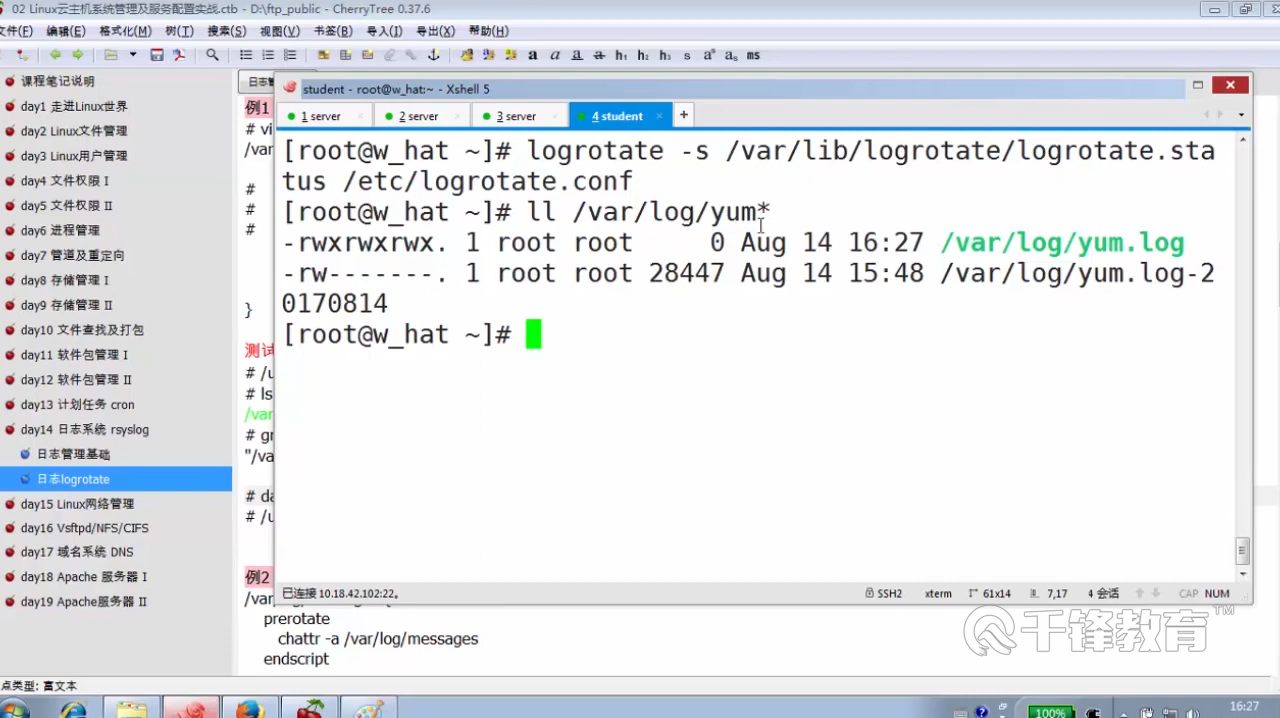 02 Linux云主机系统管理及服务配置实战.ctb - D:\ftp_public - CherryTree 0.37.6
文件(F) 编辑(E) 格式化(M) 树(T) 搜索(S) 视图(V) 书签(B) 导入(I) 导出(X) 帮助(H)
a a a a h1 h2 h3 s aˢ aₛ ms
课程笔记说明
day1 走进Linux世界
day2 Linux文件管理
day3 Linux用户管理
day4 文件权限 I
day5 文件权限 II
day6 进程管理
day7 管道及重定向
day8 存储管理 I
day9 存储管理 II
day10 文件查找及打包
day11 软件包管理 I
day12 软件包管理 II
day13 计划任务 cron
day14 日志系统 rsyslog
日志管理基础
日志logrotate
day15 Linux网络管理
day16 Vsftpd/NFS/CIFS
day17 域名系统 DNS
day18 Apache 服务器 I
day19 Apache服务器 II
点类型: 富文本
日志
例1
# vi
/var
#
#
#
}
测试
# /u
# ls
/var
# gr
"/va
# da
# /u
例2
/var
prerotate
chattr -a /var/log/messages
endscript
student - root@w_hat:~ - Xshell 5
1 server 2 server 3 server 4 student +
[root@w_hat ~]# logrotate -s /var/lib/logrotate/logrotate.sta
tus /etc/logrotate.conf
[root@w_hat ~]# ll /var/log/yum*
-rwxrwxrwx. 1 root root     0 Aug 14 16:27 /var/log/yum.log
-rw-------. 1 root root 28447 Aug 14 15:48 /var/log/yum.log-2
0170814
[root@w_hat ~]#
已连接 10.18.42.102:22。 SSH2 xterm 61x14 7,17 4 会话 CAP NUM
千锋教育™
100% 16:27